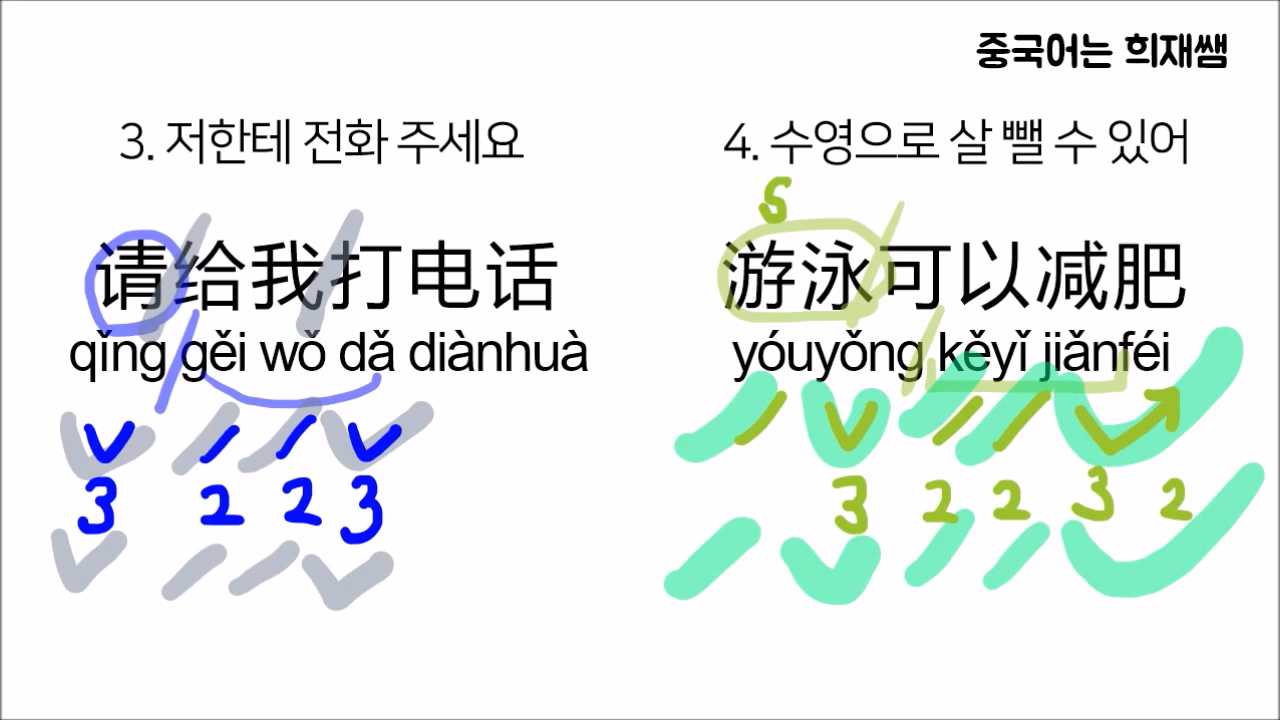 중국어는 희재쌤
3. 저한테 전화 주세요
请给我打电话
qǐng gěi wǒ dǎ diànhuà
3 2 2 3
4. 수영으로 살 뺄 수 있어
S
游泳可以减肥
yóuyǒng kěyǐ jiǎnféi
3 2 2 3 2